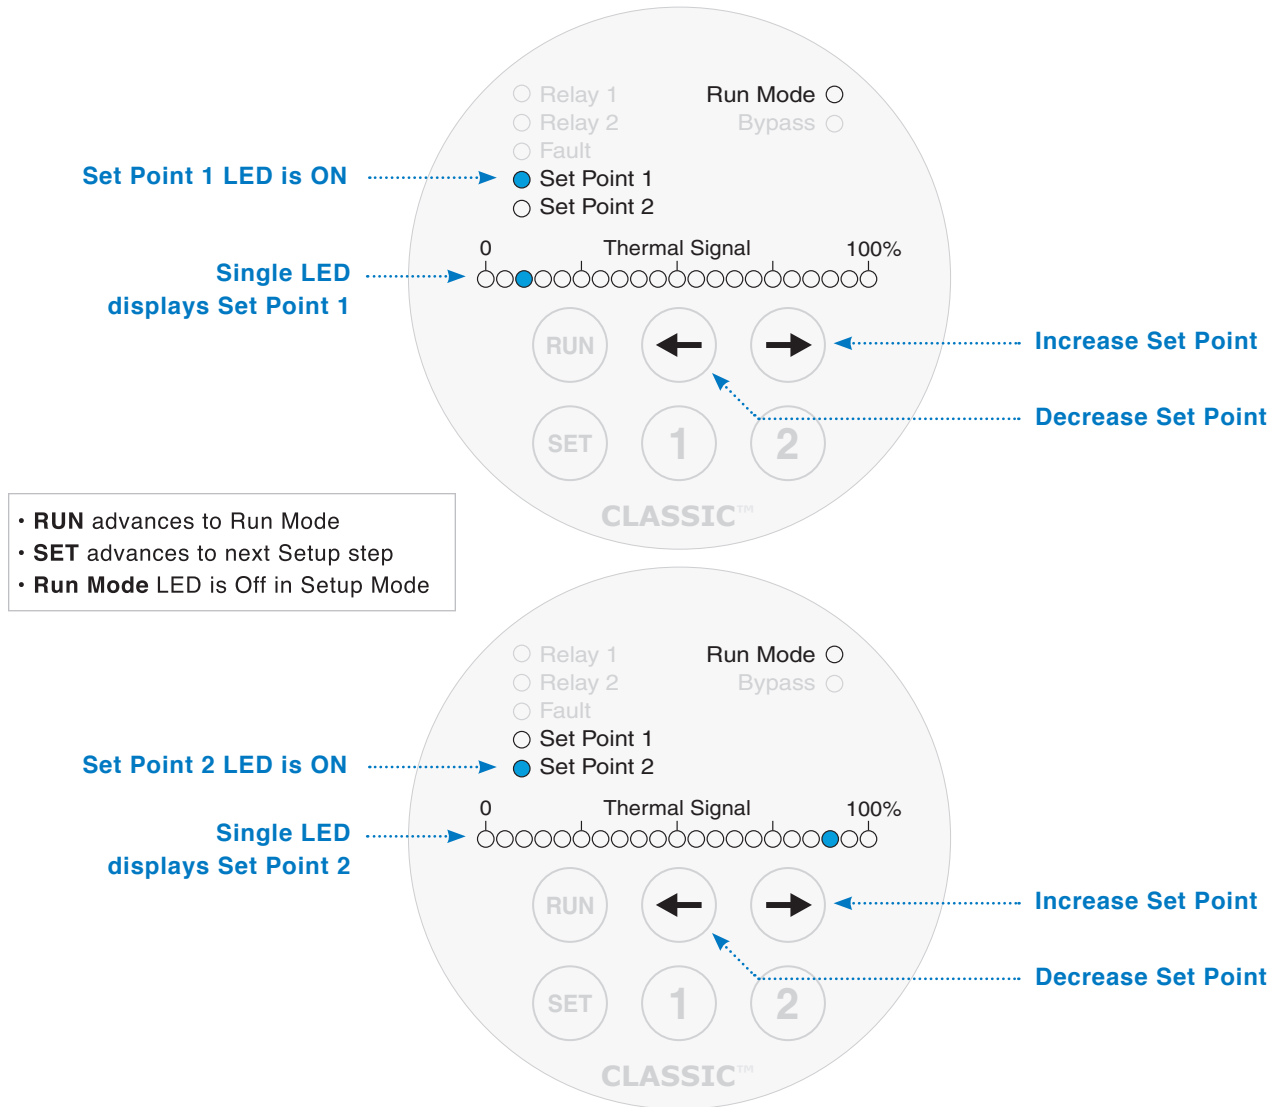 Relay 1
Run Mode
Relay 2
Bypass
Fault
Set Point 1 LED is ON
Set Point 1
Set Point 2
0
Thermal Signal
100%
Single LED
displays Set Point 1
RUN
Increase Set Point
Decrease Set Point
SET
1
2
CLASSIC™
• RUN advances to Run Mode
• SET advances to next Setup step
• Run Mode LED is Off in Setup Mode
Relay 1
Run Mode
Relay 2
Bypass
Fault
Set Point 1
Set Point 2 LED is ON
Set Point 2
0
Thermal Signal
100%
Single LED
displays Set Point 2
RUN
Increase Set Point
Decrease Set Point
SET
1
2
CLASSIC™